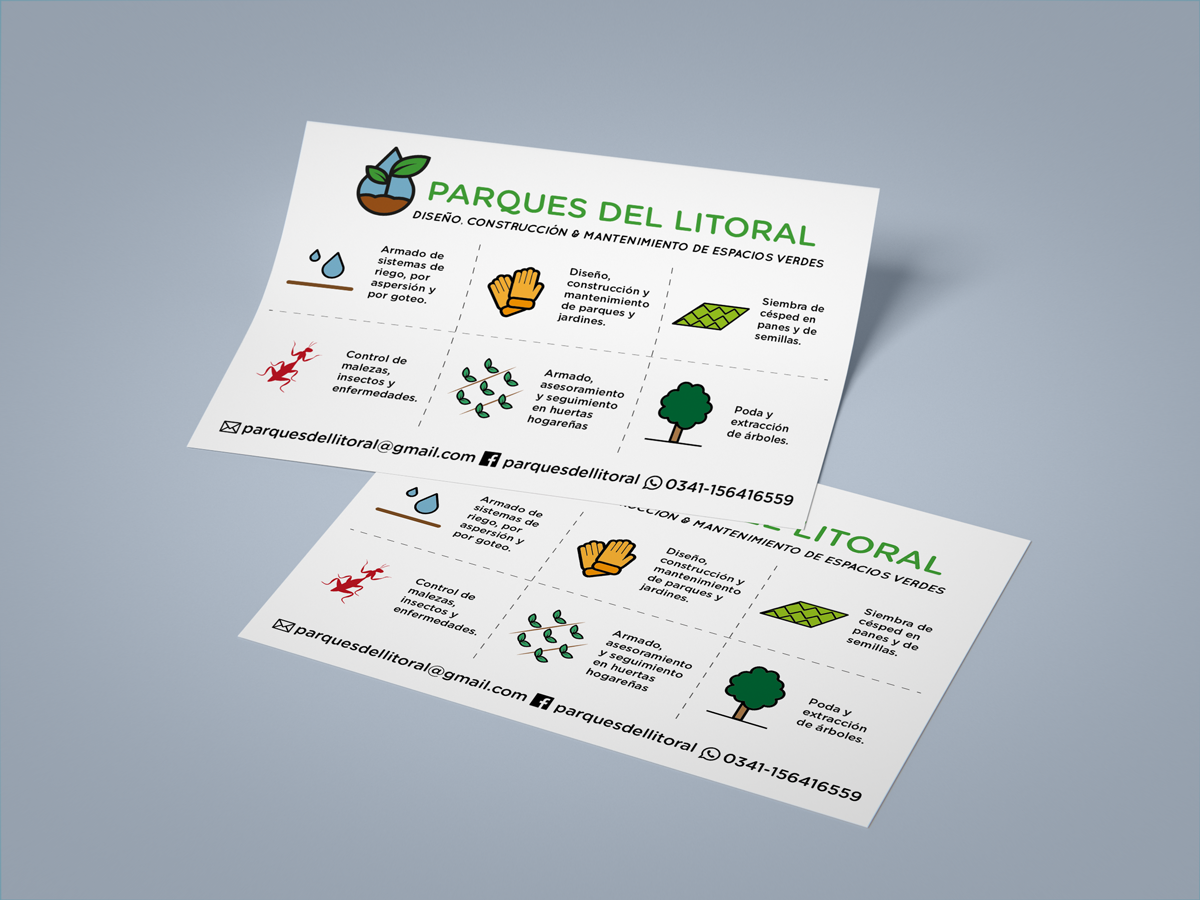 PARQUES DEL LITORAL
DISEÑO, CONSTRUCCIÓN & MANTENIMIENTO DE ESPACIOS VERDES
Armado de
sistemas de
riego, por
aspersión y
por goteo.
Diseño,
construcción y
mantenimiento
de parques y
jardines.
Siembra de
césped en
panes y de
semillas.
Control de
malezas,
insectos y
enfermedades.
Armado,
asesoramiento
y seguimiento
en huertas
hogareñas
Poda y
extracción
de árboles.
parquesdellitoral@gmail.com parquesdellitoral 0341-156416559
LITORAL
& MANTENIMIENTO DE ESPACIOS VERDES
Armado de
sistemas de
riego, por
aspersión y
por goteo.
Diseño,
construcción y
mantenimiento
de parques y
jardines.
Siembra de
césped en
panes y de
semillas.
Control de
malezas,
insectos y
enfermedades.
Armado,
asesoramiento
y seguimiento
en huertas
hogareñas
Poda y
extracción
de árboles.
parquesdellitoral@gmail.com parquesdellitoral 0341-156416559